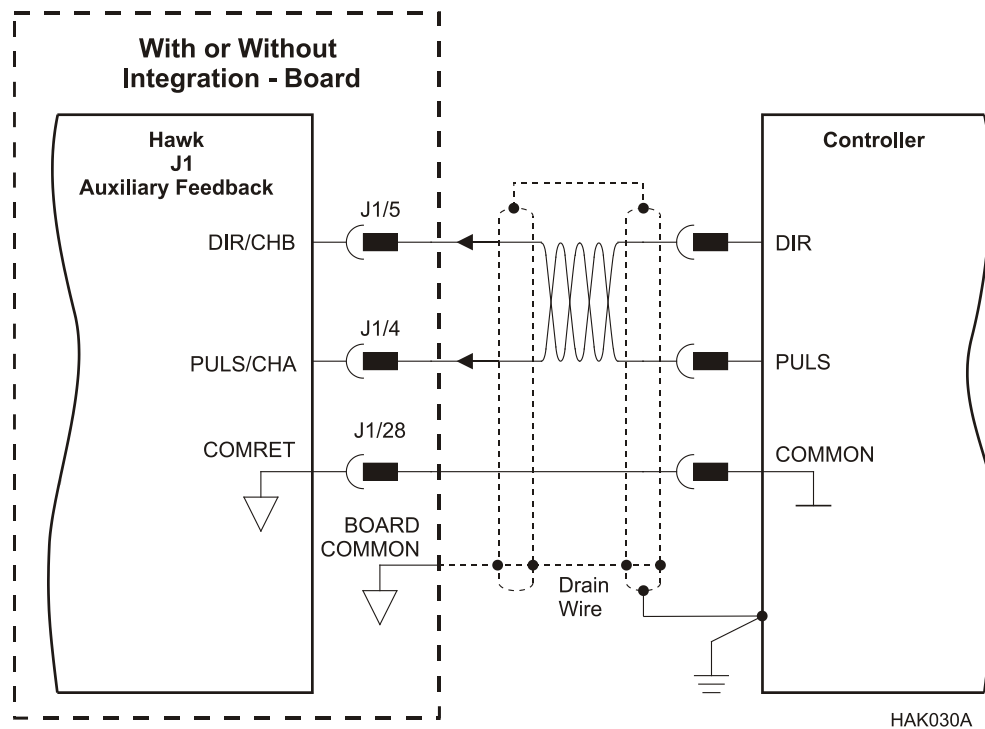 With or Without
Integration - Board
Hawk
J1
Auxiliary Feedback
Controller
J1/5
DIR/CHB
DIR
J1/4
PULS/CHA
PULS
J1/28
COMRET
COMMON
BOARD
COMMON
Drain
Wire
HAK030A